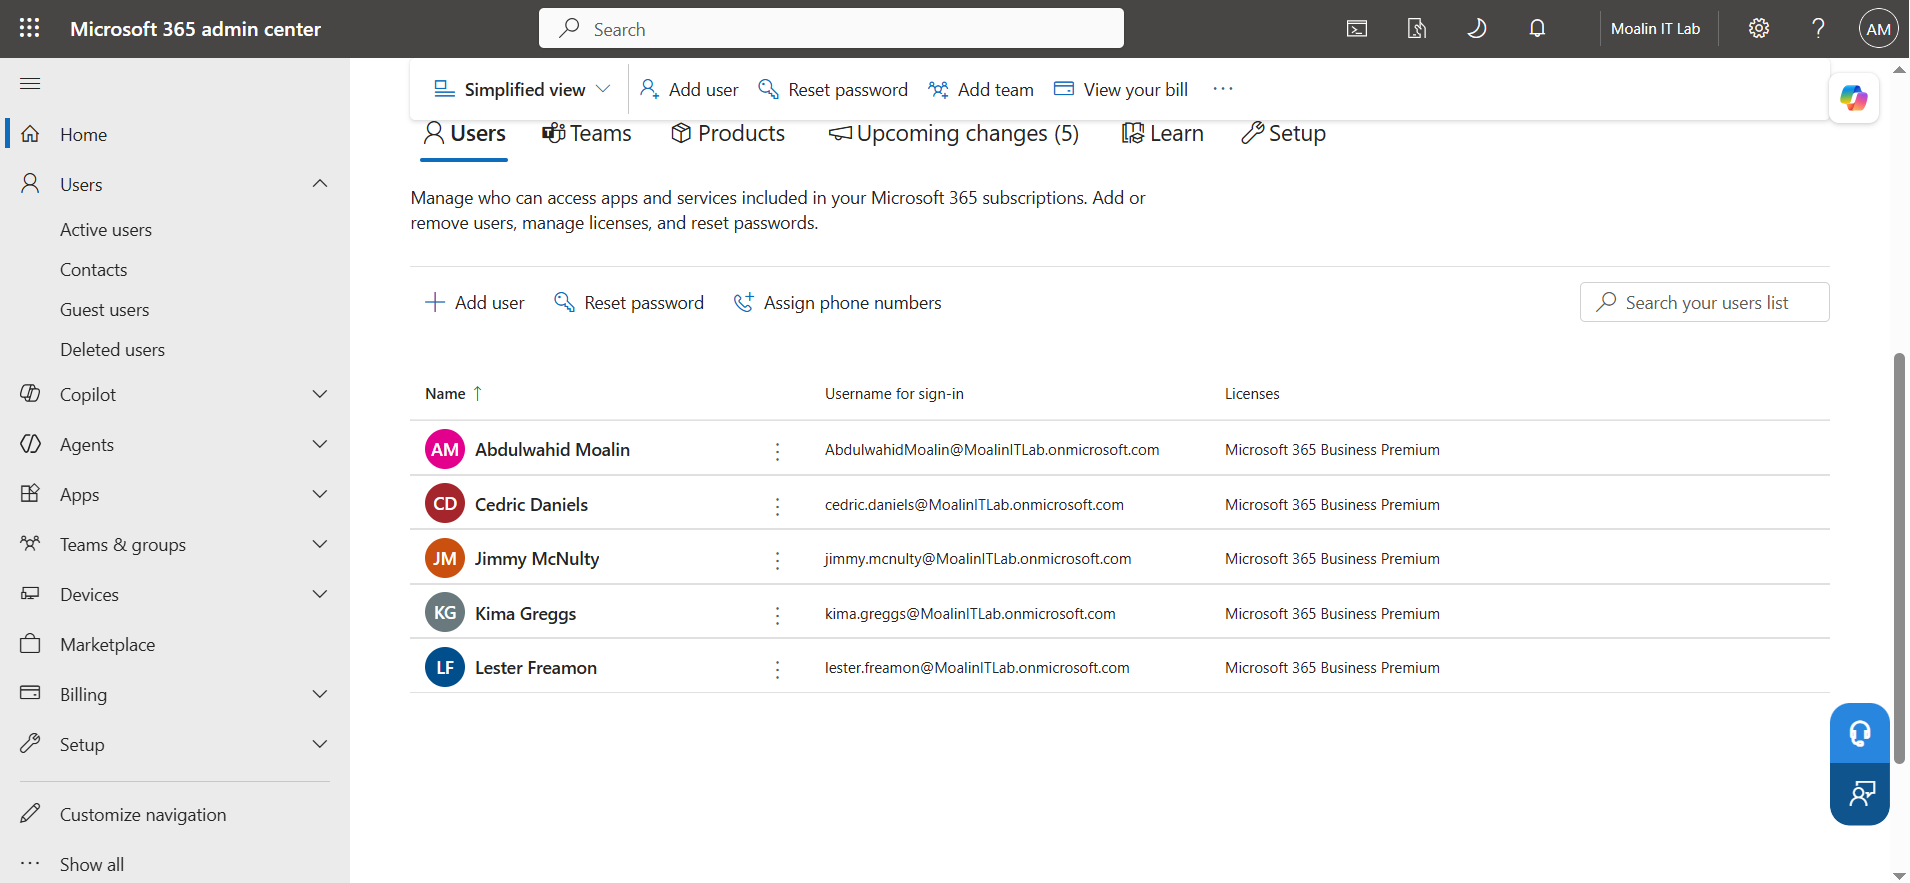 Microsoft 365 admin center
Search
Moalin IT Lab
AM
Home
Users
Active users
Contacts
Guest users
Deleted users
Copilot
Agents
Apps
Teams & groups
Devices
Marketplace
Billing
Setup
Customize navigation
Show all
Simplified view
Add user
Reset password
Add team
View your bill
Users
Teams
Products
Upcoming changes (5)
Learn
Setup
Manage who can access apps and services included in your Microsoft 365 subscriptions. Add or
remove users, manage licenses, and reset passwords.
Add user
Reset password
Assign phone numbers
Search your users list
Name ↑ Username for sign-in Licenses
AM Abdulwahid Moalin AbdulwahidMoalin@MoalinITLab.onmicrosoft.com Microsoft 365 Business Premium
CD Cedric Daniels cedric.daniels@MoalinITLab.onmicrosoft.com Microsoft 365 Business Premium
JM Jimmy McNulty jimmy.mcnulty@MoalinITLab.onmicrosoft.com Microsoft 365 Business Premium
KG Kima Greggs kima.greggs@MoalinITLab.onmicrosoft.com Microsoft 365 Business Premium
LF Lester Freamon lester.freamon@MoalinITLab.onmicrosoft.com Microsoft 365 Business Premium